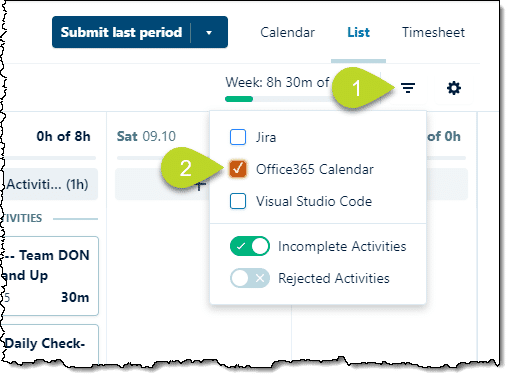 Submit last period
Calendar
List
Timesheet
Week: 8h 30m of
1
0h of 8h
Sat 09.10
of 0h
Jira
2
Office365 Calendar
Visual Studio Code
Activiti... (1h)
+
VITIES
Incomplete Activities
Rejected Activities
-- Team DON
and Up
5
30m
Daily Check-